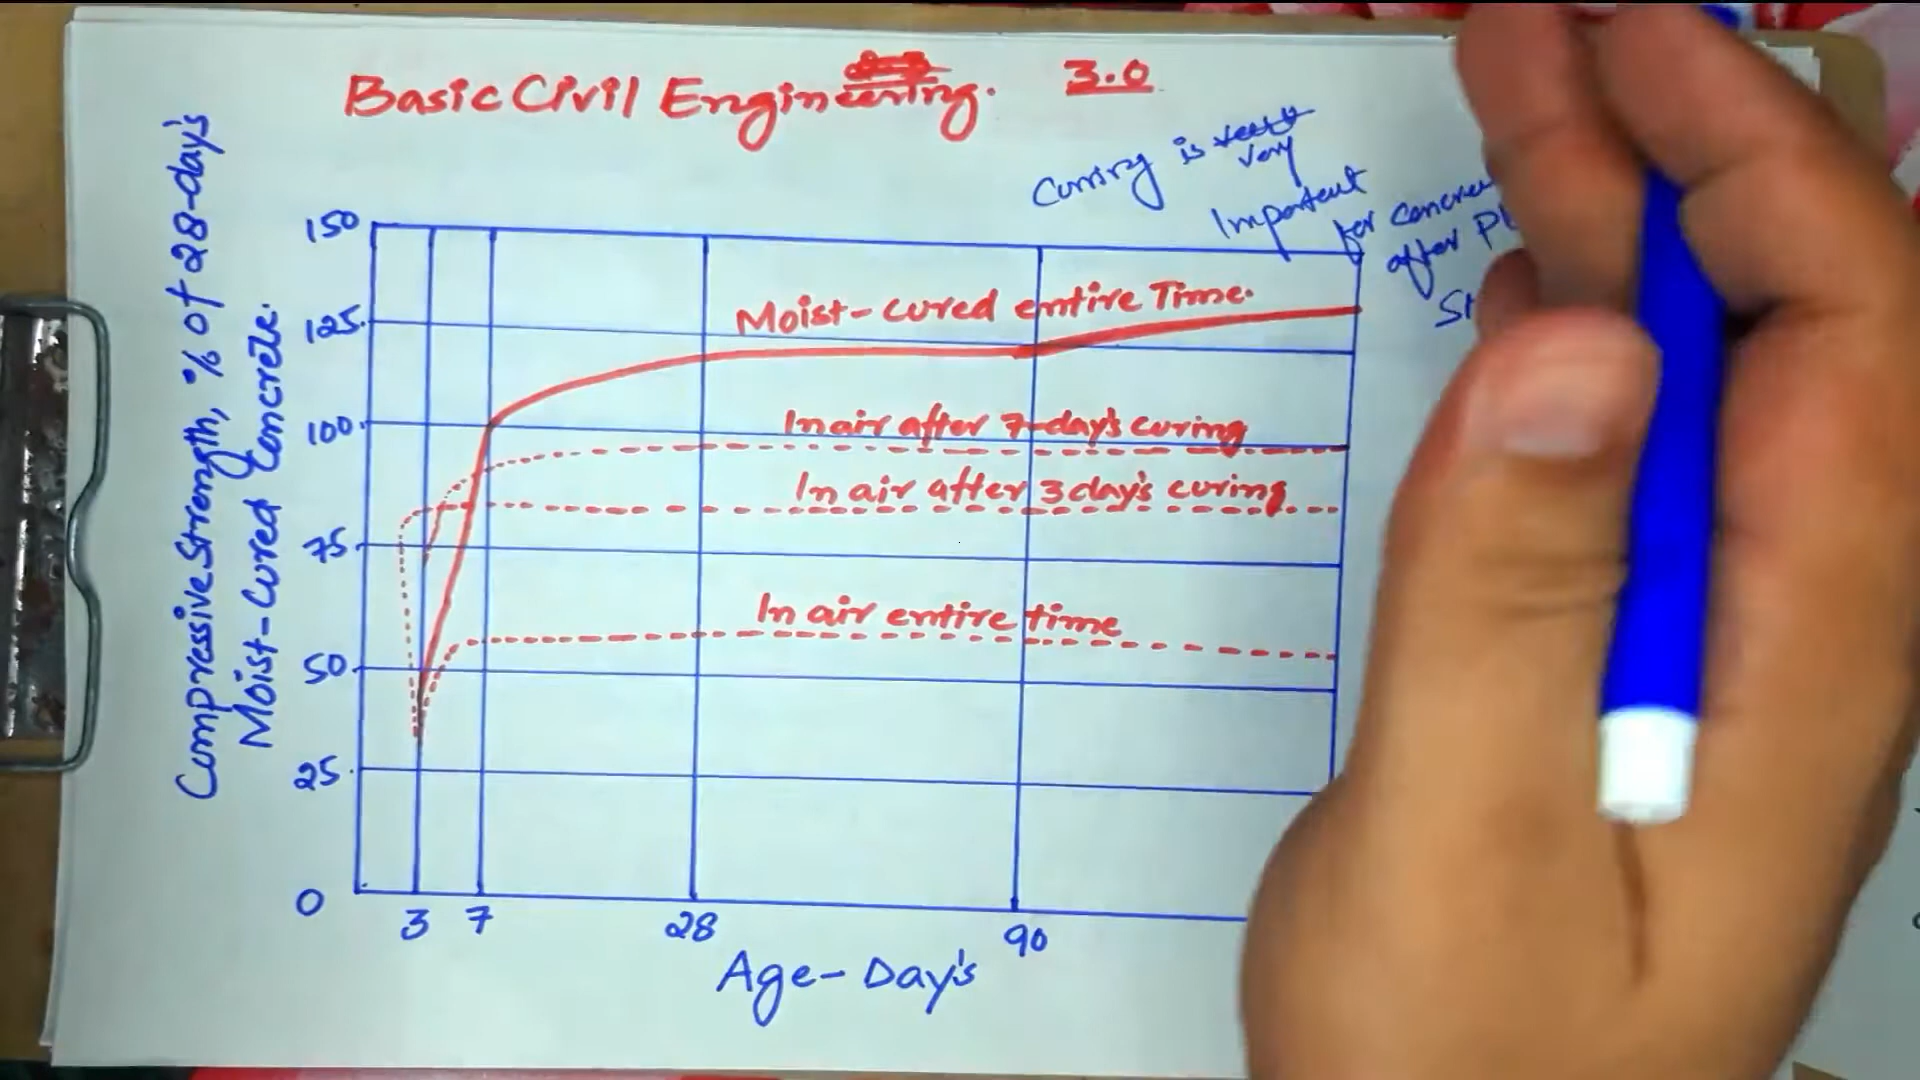 Basic Civil Engineering. 3.0
Curring is very
Important
for concre
after Pl
St
Compressive Strength, % of 28-day's
Moist-Cured Concrete.
150
125
100
75
50
25
0
Moist-cured entire Time.
In air after 7-day's curing
In air after 3 day's curing
In air entire time
3 7 28 90
Age-Day's